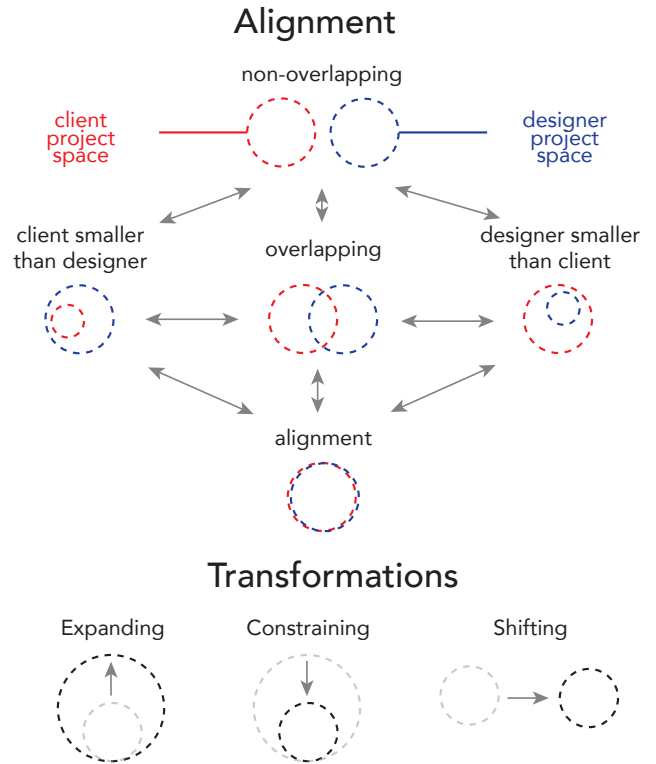 Alignment
non-overlapping
client
project
space
designer
project
space
client smaller
than designer
overlapping
designer smaller
than client
alignment
Transformations
Expanding
Constraining
Shifting